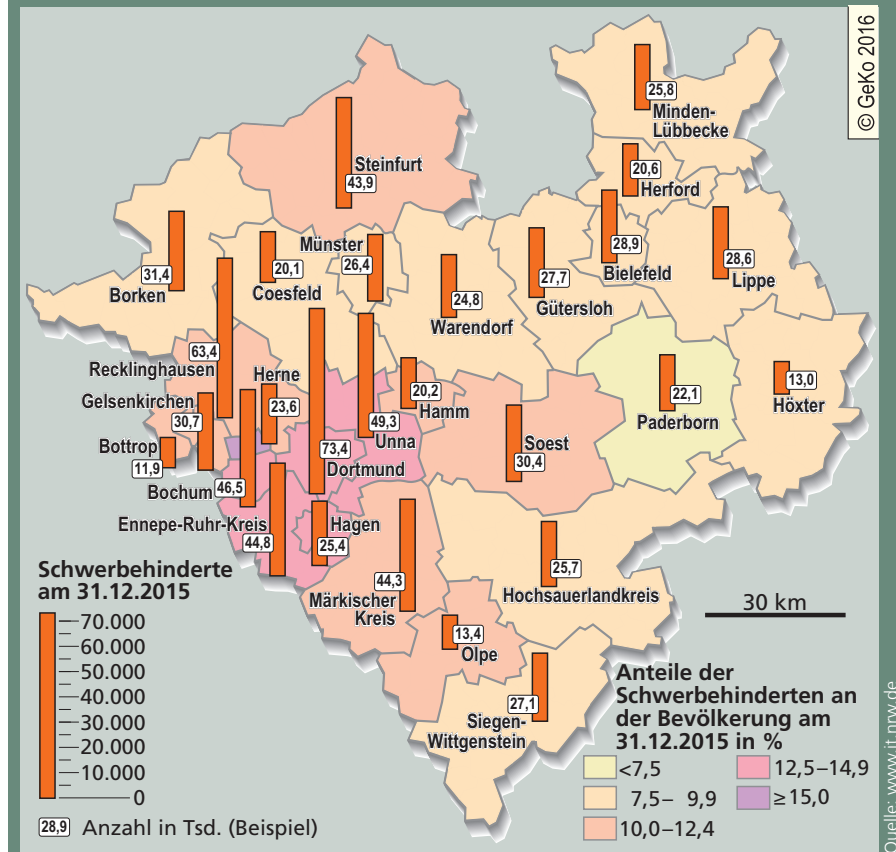 © GeKo 2016
25,8
Minden-
Lübbecke
Steinfurt
43,9
20,6
Herford
Münster
26,4
28,9
Bielefeld
28,6
Lippe
31,4
Borken
20,1
Coesfeld
24,8
Warendorf
27,7
Gütersloh
63,4
Recklinghausen
Herne
23,6
Gelsenkirchen
30,7
20,2
Hamm
22,1
Paderborn
13,0
Höxter
49,3
Unna
Bottrop
11,9
73,4
Dortmund
Soest
30,4
Bochum
46,5
Ennepe-Ruhr-Kreis
44,8
Hagen
25,4
44,3
Märkischer
Kreis
25,7
Hochsauerlandkreis
13,4
Olpe
27,1
Siegen-
Wittgenstein
30 km
Schwerbehinderte
am 31.12.2015
70.000
60.000
50.000
40.000
30.000
20.000
10.000
0
28,9 Anzahl in Tsd. (Beispiel)
Anteile der
Schwerbehinderten an
der Bevölkerung am
31.12.2015 in %
<7,5
7,5– 9,9
10,0–12,4
12,5–14,9
≥15,0
Quelle: www.it.nrw.de